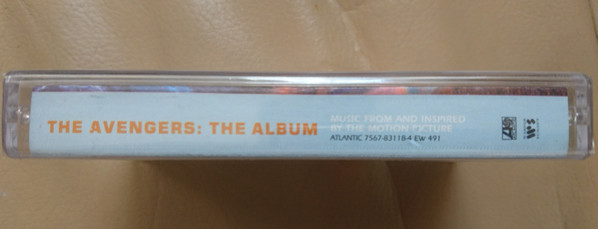 THE AVENGERS: THE ALBUM
MUSIC FROM AND INSPIRED
BY THE MOTION PICTURE
ATLANTIC 7567-83118-4 EW 491